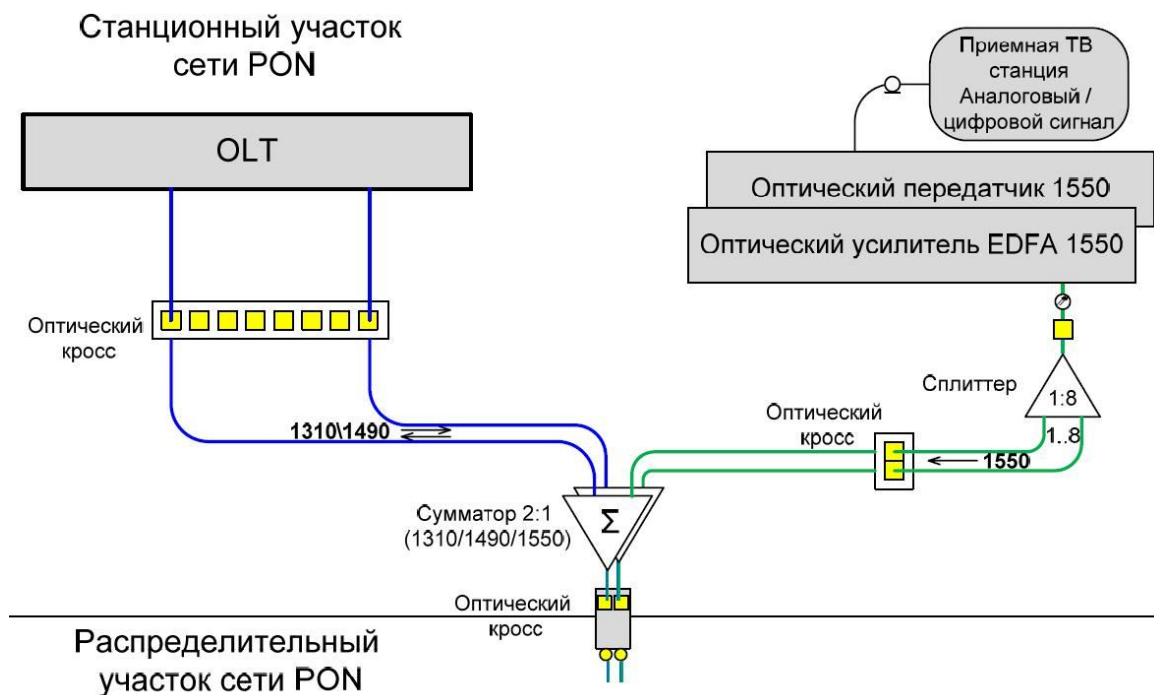 Станционный участок
сети PON
Приемная ТВ
станция
Аналоговый /
цифровой сигнал
OLT
Оптический передатчик 1550
Оптический усилитель EDFA 1550
Оптический
кросс
Сплиттер
1:8
1..8
Оптический
кросс
1310\1490
1550
Сумматор 2:1
(1310/1490/1550)
Σ
Оптический
кросс
Распределительный
участок сети PON